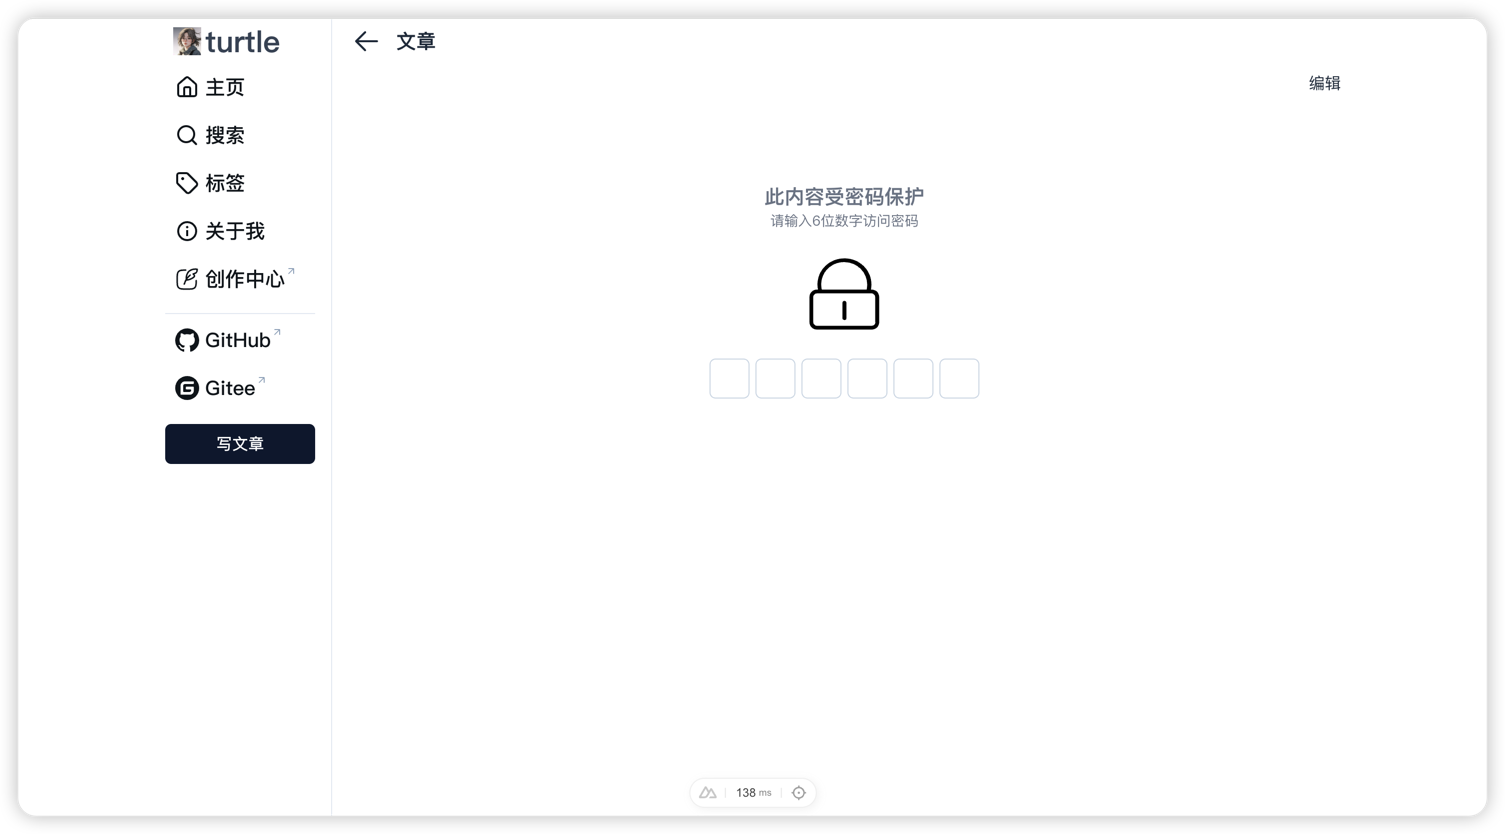 turtle
主页
搜索
标签
关于我
创作中心
GitHub
Gitee
写文章
文章
编辑
此内容受密码保护
请输入6位数字访问密码
138 ms